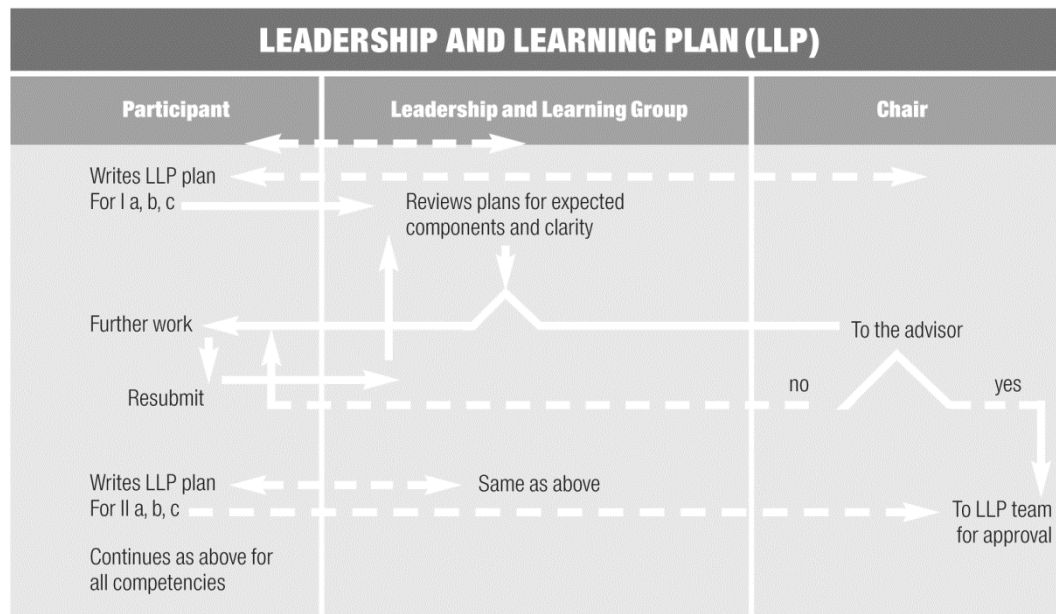 LEADERSHIP AND LEARNING PLAN (LLP)
Participant
Leadership and Learning Group
Chair
Writes LLP plan
For I a, b, c
Reviews plans for expected
components and clarity
Further work
To the advisor
Resubmit
no
yes
Writes LLP plan
For II a, b, c
Same as above
To LLP team
for approval
Continues as above for
all competencies